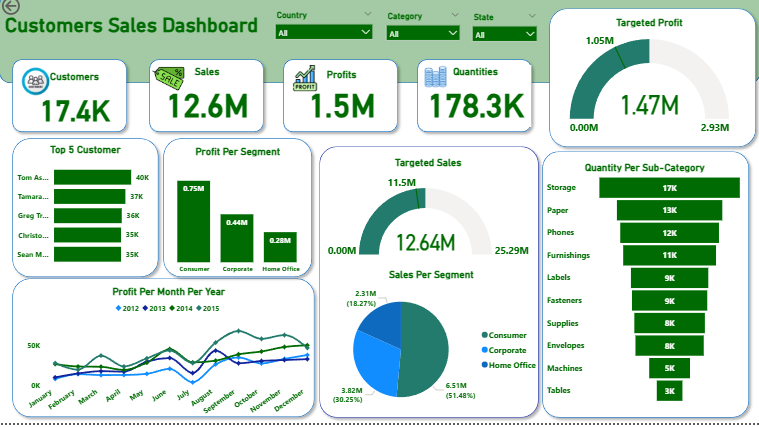 Customers Sales Dashboard
Country
All
Category
All
State
All
Targeted Profit
1.05M
1.47M
0.00M
2.93M
Customers
17.4K
% SALE
Sales
12.6M
PROFIT
Profits
1.5M
Quantities
178.3K
Top 5 Customer
Tom As... 40K
Tamara... 37K
Greg Tr... 36K
Christo... 35K
Sean M... 35K
Profit Per Segment
0.75M
0.44M
0.28M
Consumer Corporate Home Office
Targeted Sales
11.5M
12.64M
0.00M
25.29M
Sales Per Segment
2.31M
(18.27%)
3.82M
(30.25%)
6.51M
(51.48%)
Consumer
Corporate
Home Office
Quantity Per Sub-Category
Storage 17K
Paper 13K
Phones 12K
Furnishings 11K
Labels 9K
Fasteners 9K
Supplies 8K
Envelopes 8K
Machines 5K
Tables 3K
Profit Per Month Per Year
2012 2013 2014 2015
50K
0K
January February March April May June July August September October November December